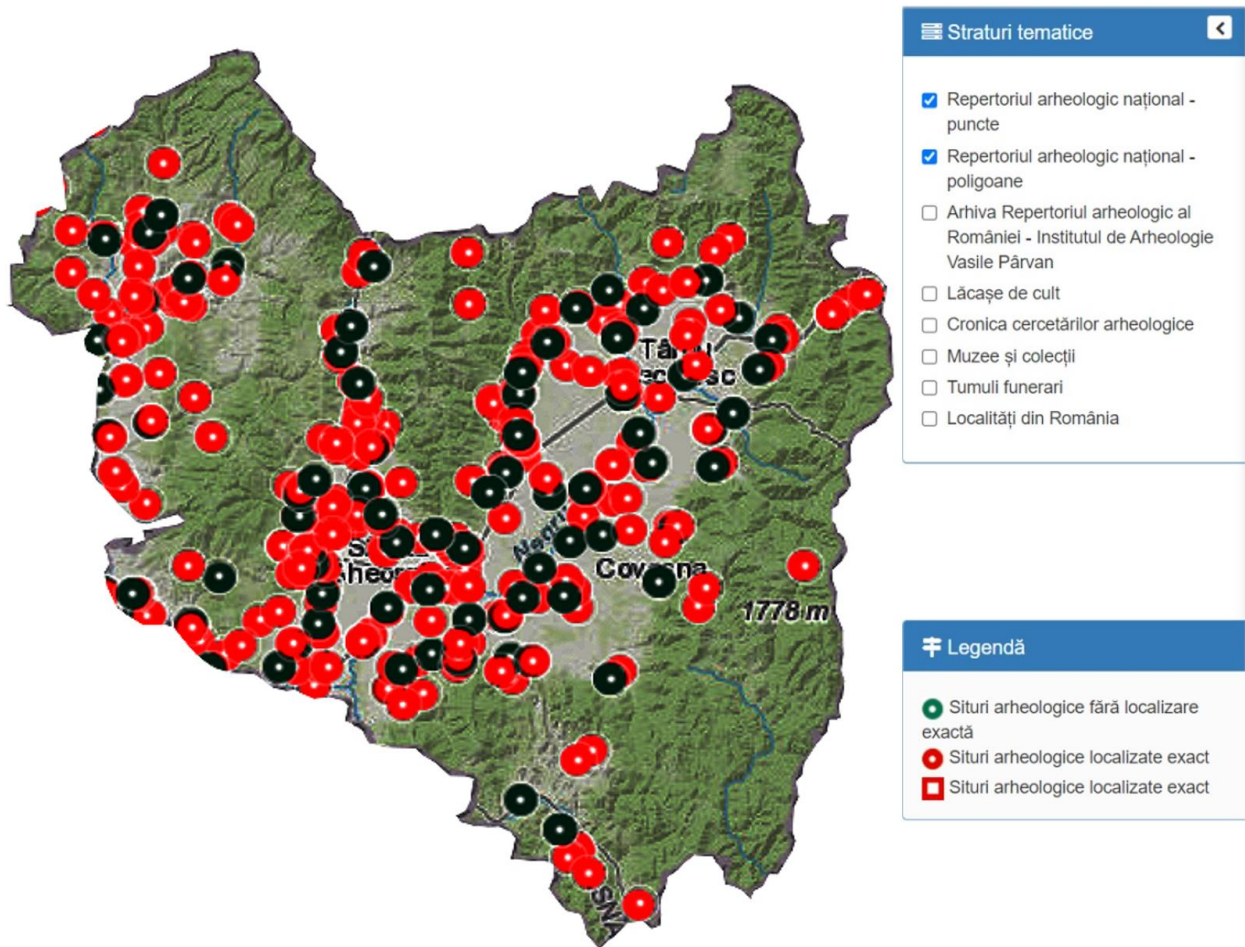 Straturi tematice
Repertoriul arheologic național -
puncte
Repertoriul arheologic național -
poligoane
Arhiva Repertoriul arheologic al
României - Institutul de Arheologie
Vasile Pârvan
Lăcașe de cult
Cronica cercetărilor arheologice
Muzee și colecții
Tumuli funerari
Localități din România
1778 m
Legendă
Situri arheologice fără localizare
exactă
Situri arheologice localizate exact
Situri arheologice localizate exact